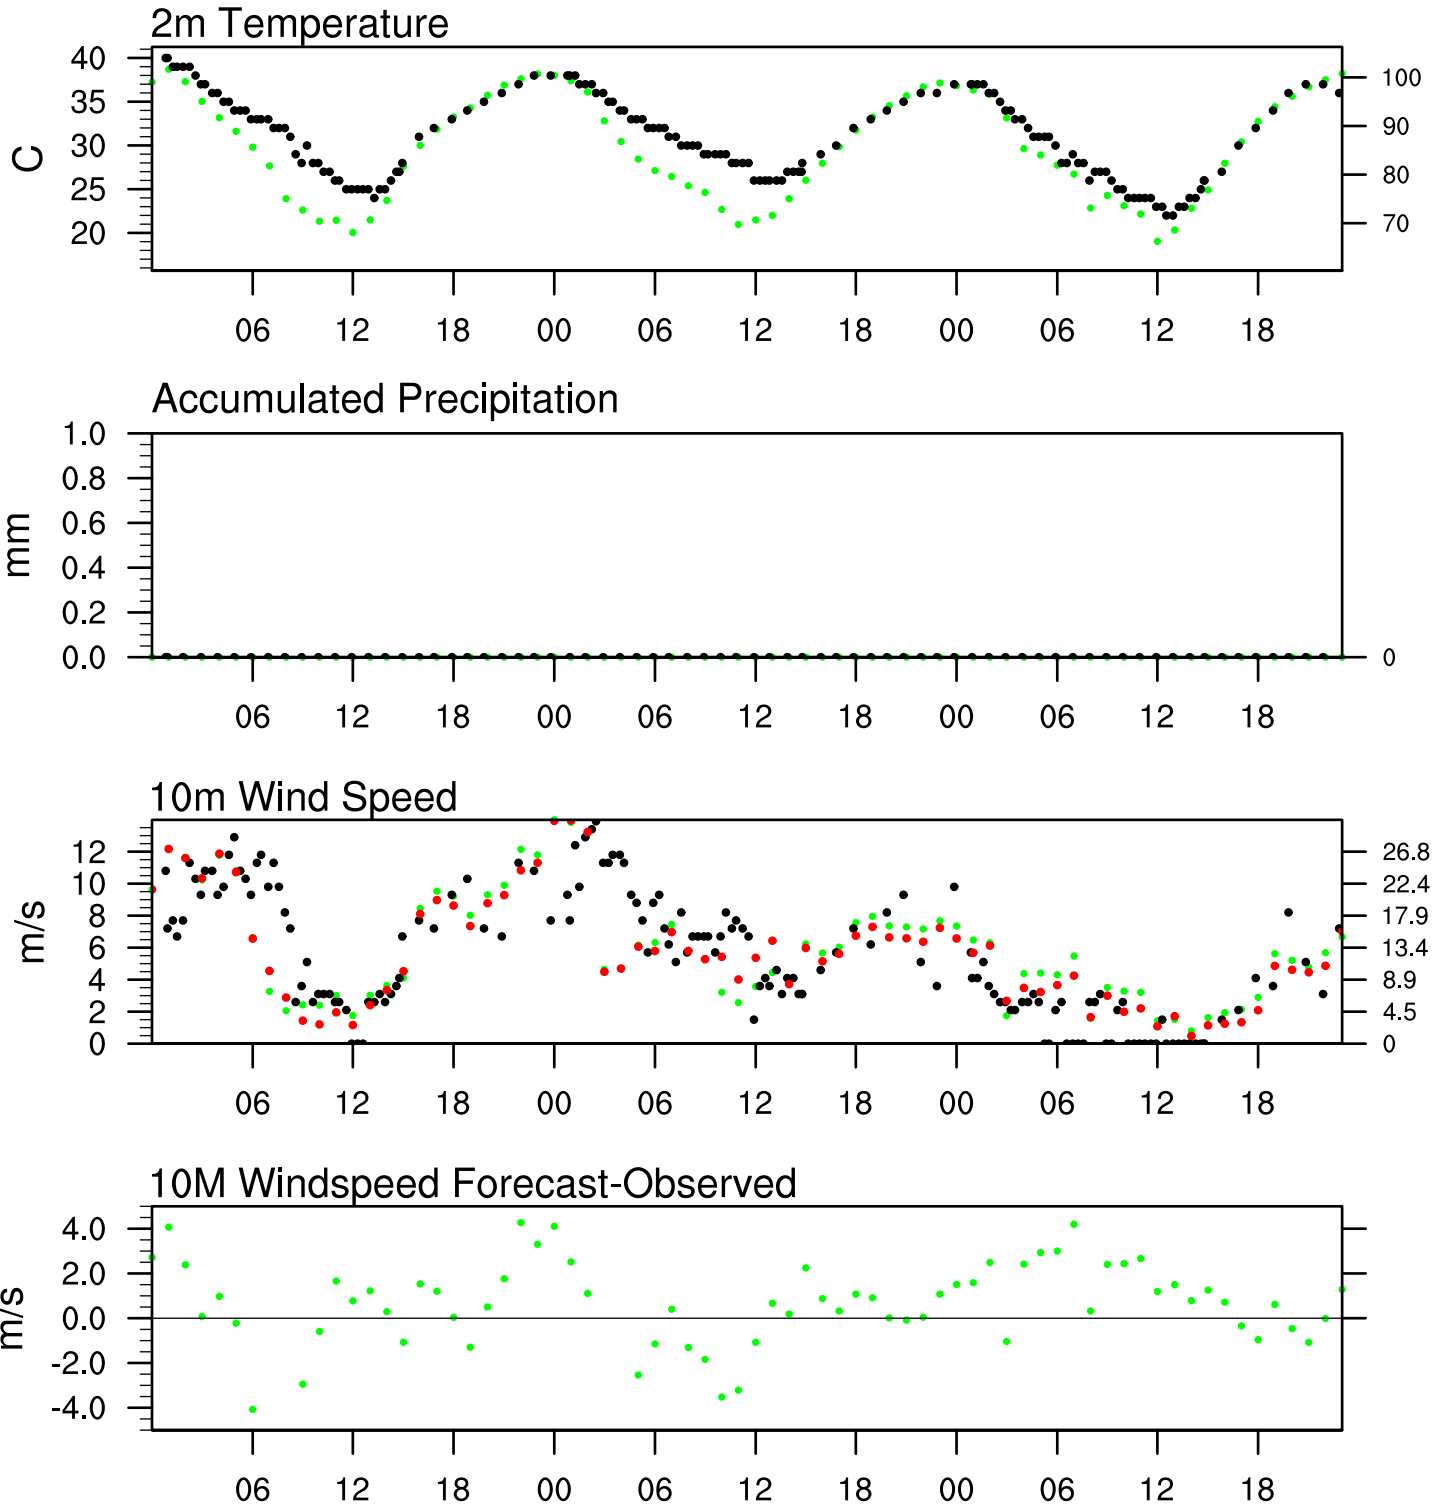 2m Temperature
40
35
30
25
20
C
100
90
80
70
06 12 18 00 06 12 18 00 06 12 18
Accumulated Precipitation
1.0
0.8
0.6
0.4
0.2
0.0
mm
0
06 12 18 00 06 12 18 00 06 12 18
10m Wind Speed
12
10
8
6
4
2
0
m/s
26.8
22.4
17.9
13.4
8.9
4.5
0
06 12 18 00 06 12 18 00 06 12 18
10M Windspeed Forecast-Observed
4.0
2.0
0.0
-2.0
-4.0
m/s
06 12 18 00 06 12 18 00 06 12 18